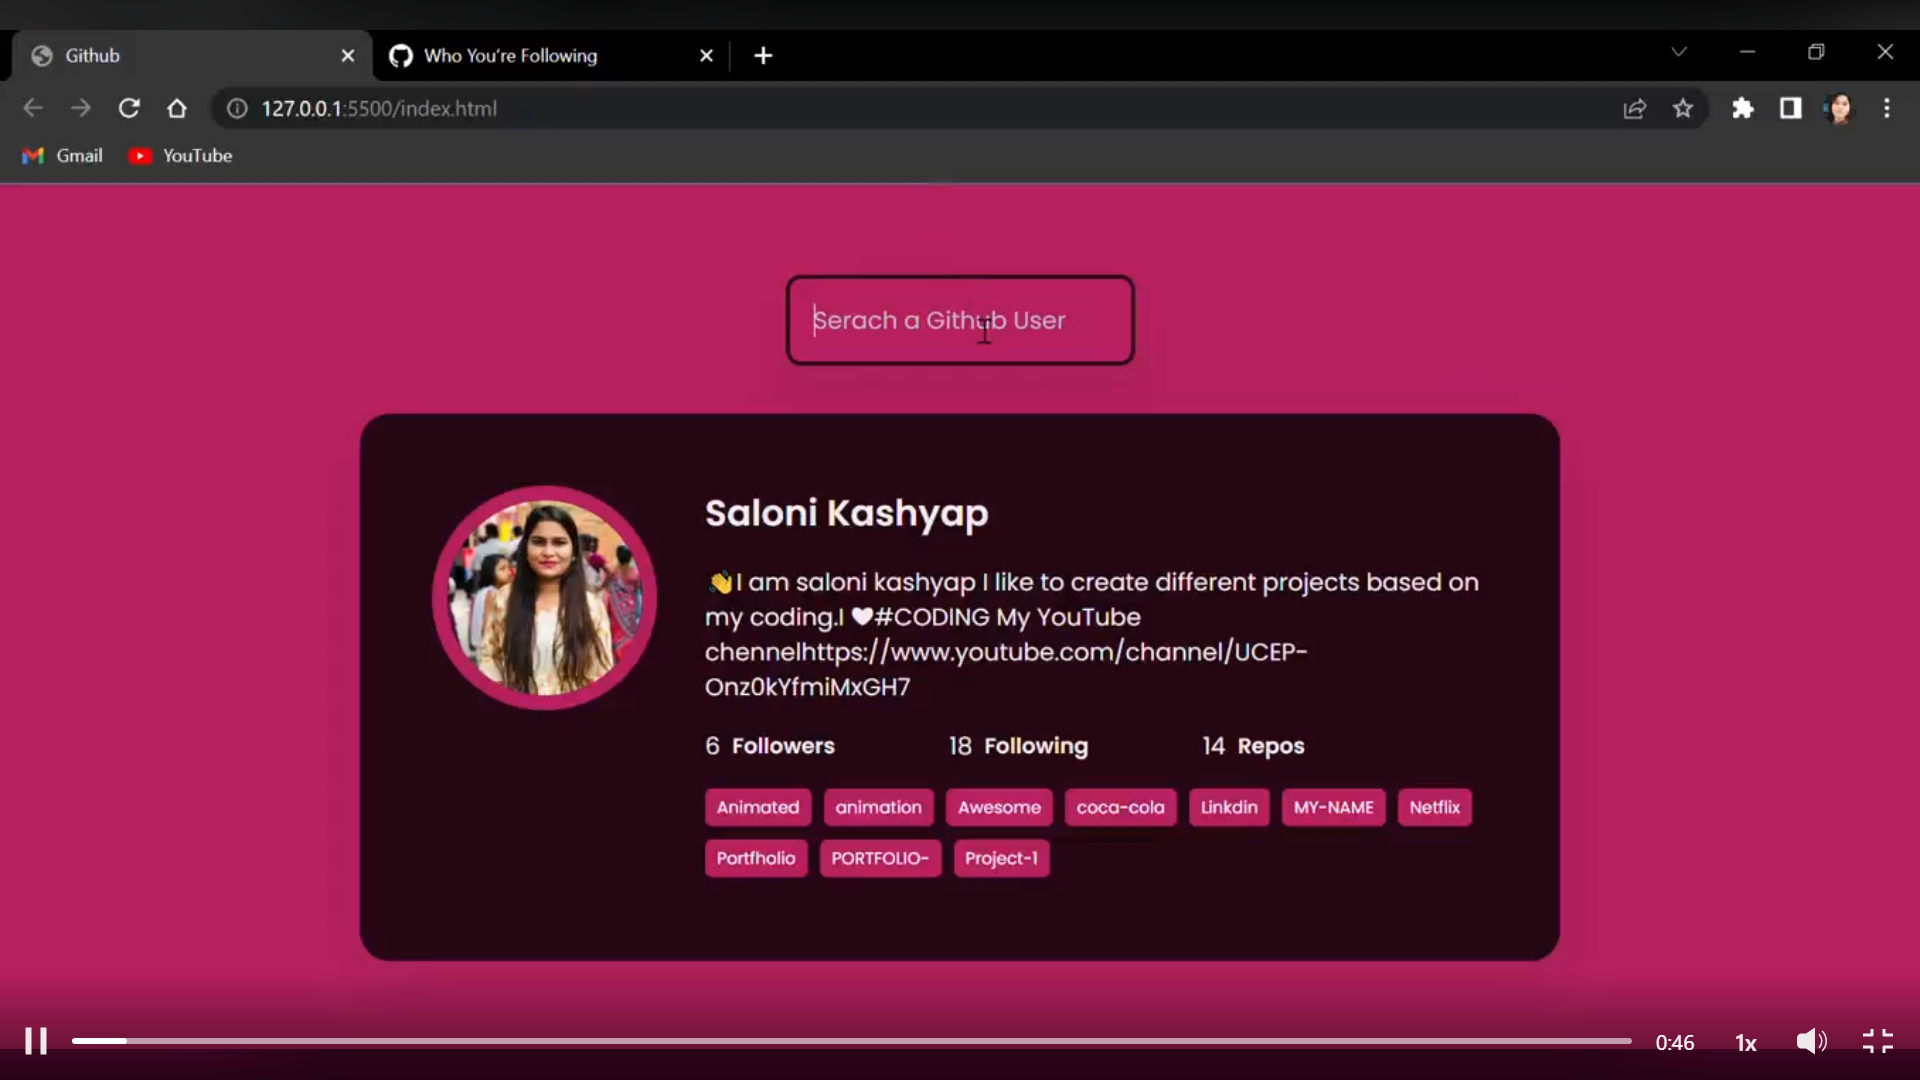 Github
Who You're Following
127.0.0.1:5500/index.html
Gmail
YouTube
Serach a Github User
Saloni Kashyap
👋I am saloni kashyap I like to create different projects based on
my coding.I 🤍#CODING My YouTube
chennelhttps://www.youtube.com/channel/UCEP-
Onz0kYfmiMxGH7
6 Followers 18 Following 14 Repos
Animated animation Awesome coca-cola Linkdin MY-NAME Netflix
Portfholio PORTFOLIO- Project-1
0:46 1x